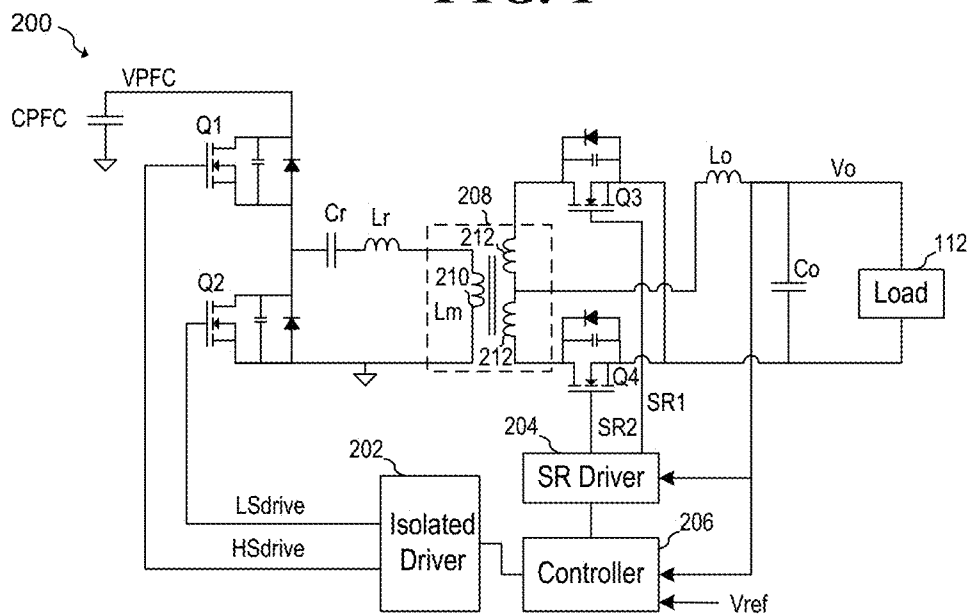 200
VPFC
CPFC
Q1
Q3
Lo
Vo
208
Cr
Lr
212
112
Q2
210
Co
Load
Lm
212
Q4
SR1
SR2
204
202
SR Driver
206
LSdrive
Isolated
Driver
HSdrive
Controller
Vref